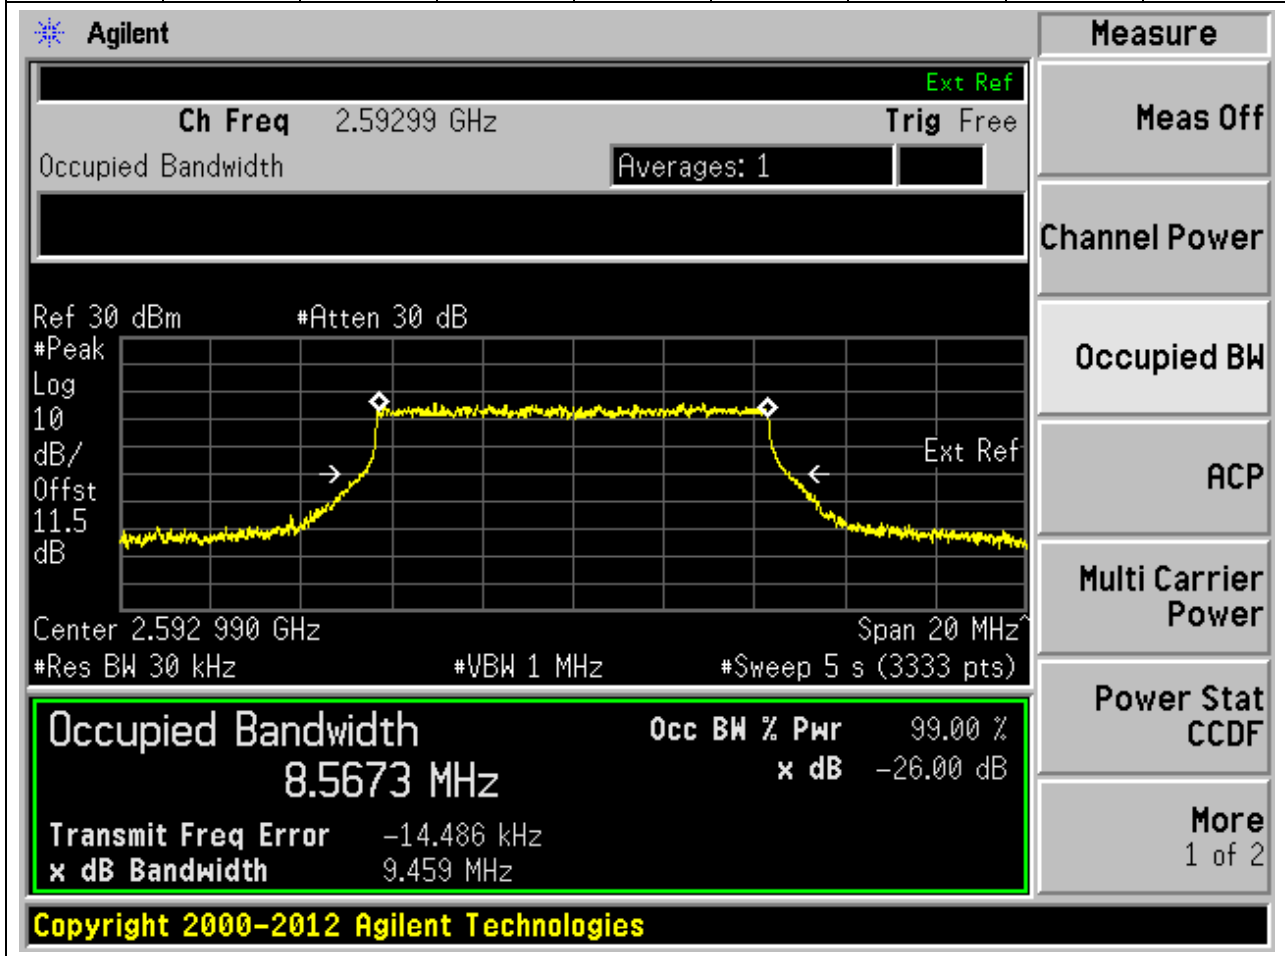 Agilent
Measure
Ext Ref
Ch Freq 2.59299 GHz Trig Free
Occupied Bandwidth Averages: 1
Meas Off
Channel Power
Occupied BW
ACP
Multi Carrier
Power
Power Stat
CCDF
More
1 of 2
Ref 30 dBm #Atten 30 dB
#Peak
Log
10
dB/
Offst
11.5
dB
Ext Ref
Center 2.592 990 GHz Span 20 MHz^
#Res BW 30 kHz #VBW 1 MHz #Sweep 5 s (3333 pts)
Occupied Bandwidth Occ BW % Pwr 99.00 %
8.5673 MHz x dB -26.00 dB
Transmit Freq Error -14.486 kHz
x dB Bandwidth 9.459 MHz
Copyright 2000-2012 Agilent Technologies